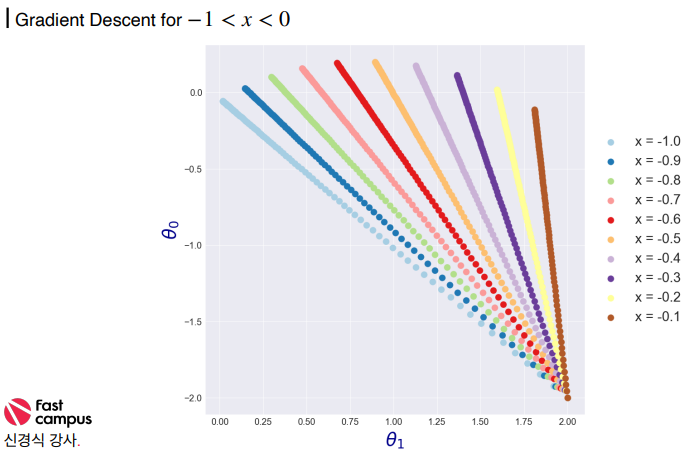 Gradient Descent for −1 < x < 0
0.0
−0.5
−1.0
−1.5
−2.0
θ₀
0.00 0.25 0.50 0.75 1.00 1.25 1.50 1.75 2.00
θ₁
x = -1.0
x = -0.9
x = -0.8
x = -0.7
x = -0.6
x = -0.5
x = -0.4
x = -0.3
x = -0.2
x = -0.1
fast
campus
신경식 강사.